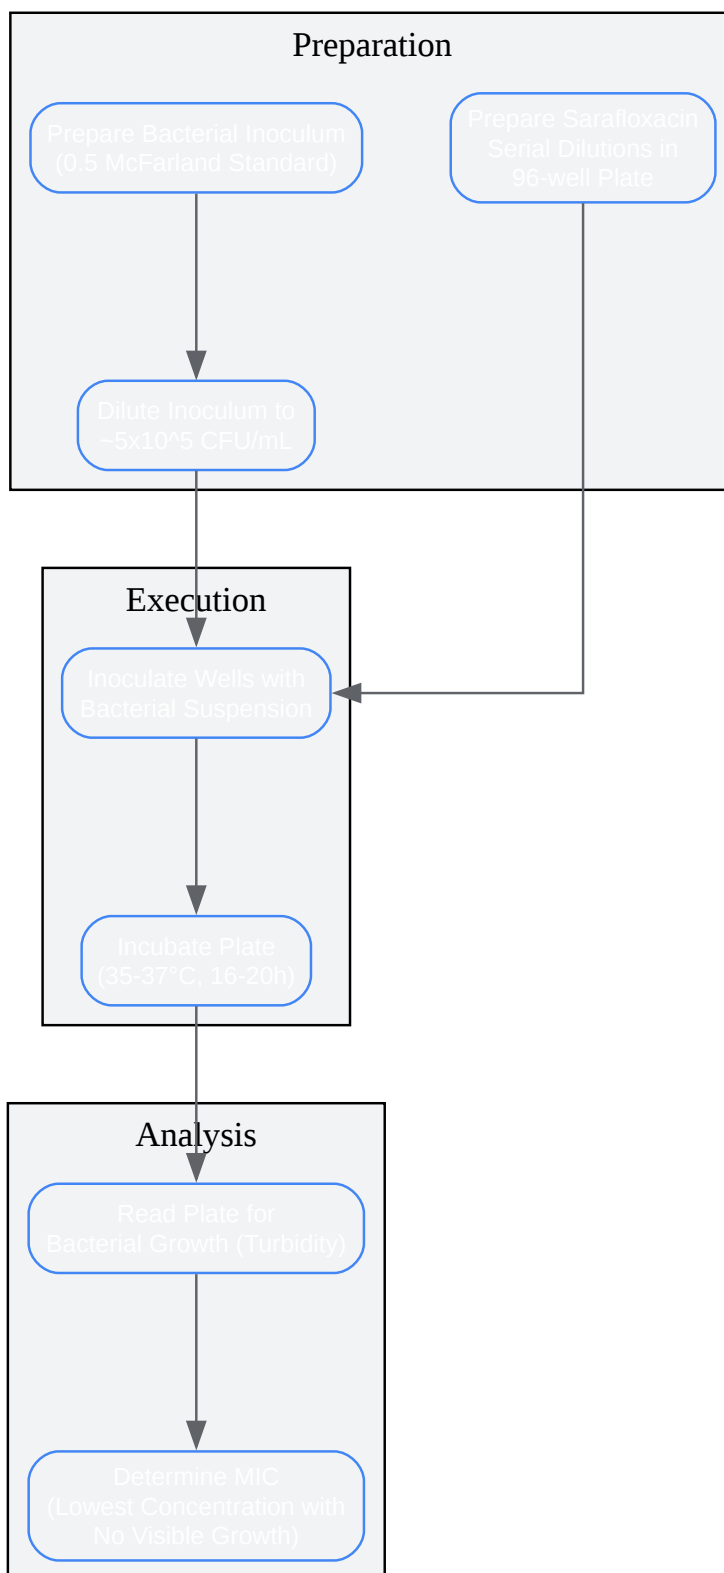 Preparation
Prepare Bacterial Inoculum
(0.5 McFarland Standard)
Prepare Sarafloxacin
Serial Dilutions in
96-well Plate
Dilute Inoculum to
~5x10^5 CFU/mL
Execution
Inoculate Wells with
Bacterial Suspension
Incubate Plate
(35-37°C, 16-20h)
Analysis
Read Plate for
Bacterial Growth (Turbidity)
Determine MIC
(Lowest Concentration with
No Visible Growth)